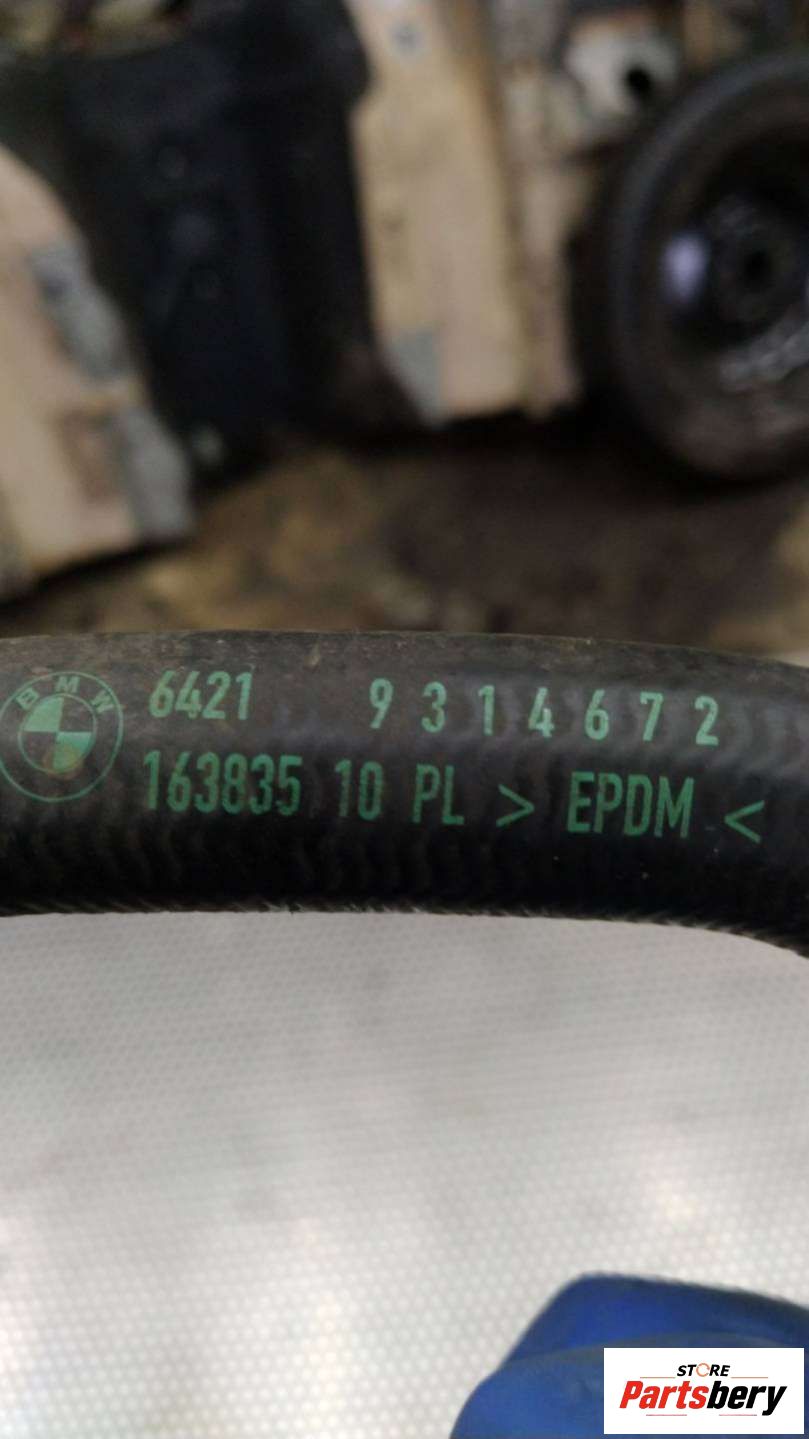 BMW
6421 9314672
163835 10 PL > EPDM <
STORE
Partsbery